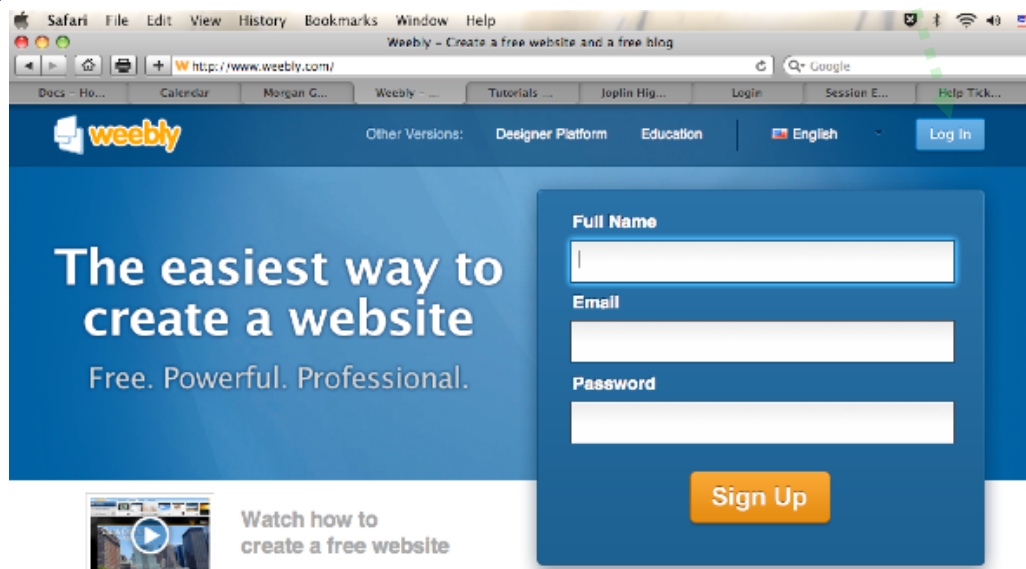 Safari File Edit View History Bookmarks Window Help
Weebly – Create a free website and a free blog
http://www.weebly.com/
Google
Docs – Ho... Calendar Morgan G... Weebly – ... Tutorials ... Joplin Hig... Login Session E... Help Tick...
weebly Other Versions: Designer Platform Education English Log In
Full Name
The easiest way to
create a website
Email
Free. Powerful. Professional.
Password
Sign Up
Watch how to
create a free website